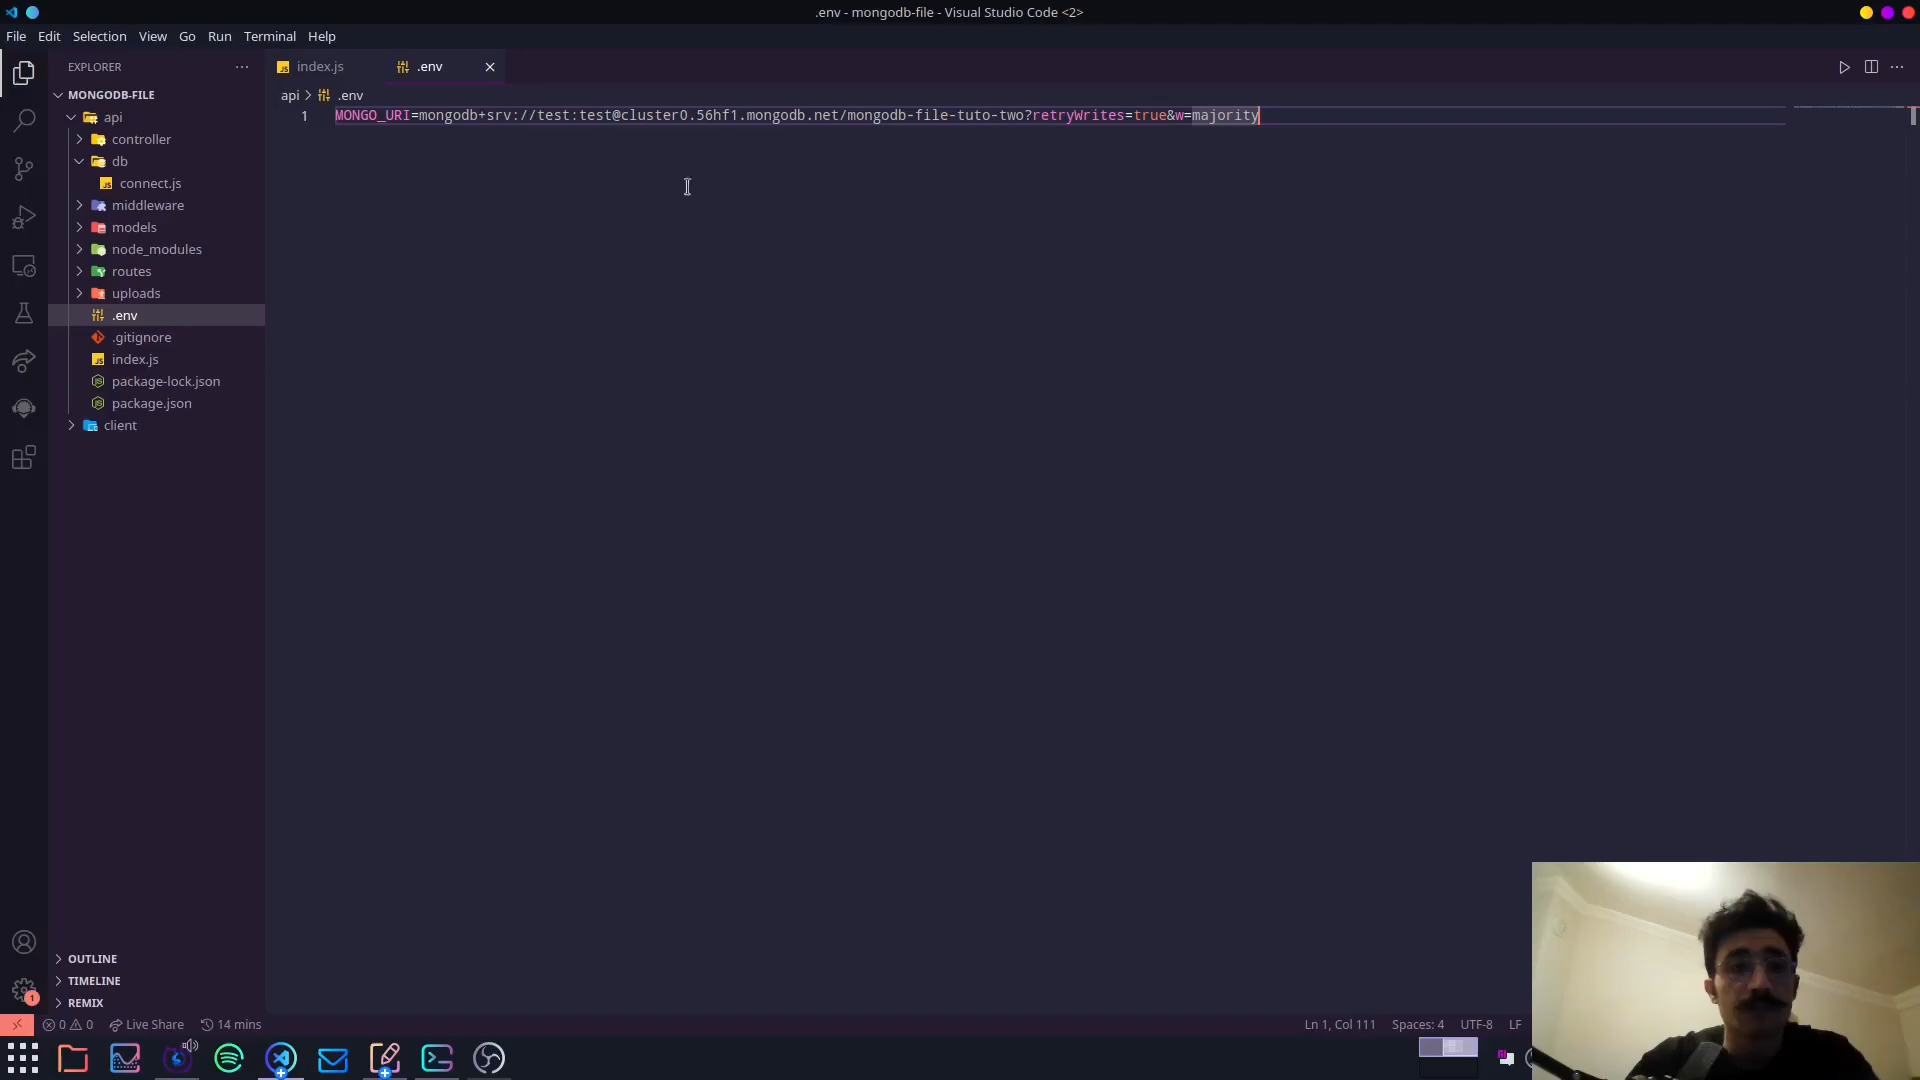 .env - mongodb-file - Visual Studio Code <2>
File Edit Selection View Go Run Terminal Help
EXPLORER
index.js
.env
MONGODB-FILE
api
controller
db
connect.js
middleware
models
node_modules
routes
uploads
.env
.gitignore
index.js
package-lock.json
package.json
client
api > .env
1 MONGO_URI=mongodb+srv://test:test@cluster0.56hf1.mongodb.net/mongodb-file-tuto-two?retryWrites=true&w=majority
OUTLINE
TIMELINE
REMIX
1
0 0 Live Share 14 mins
Ln 1, Col 111 Spaces: 4 UTF-8 LF